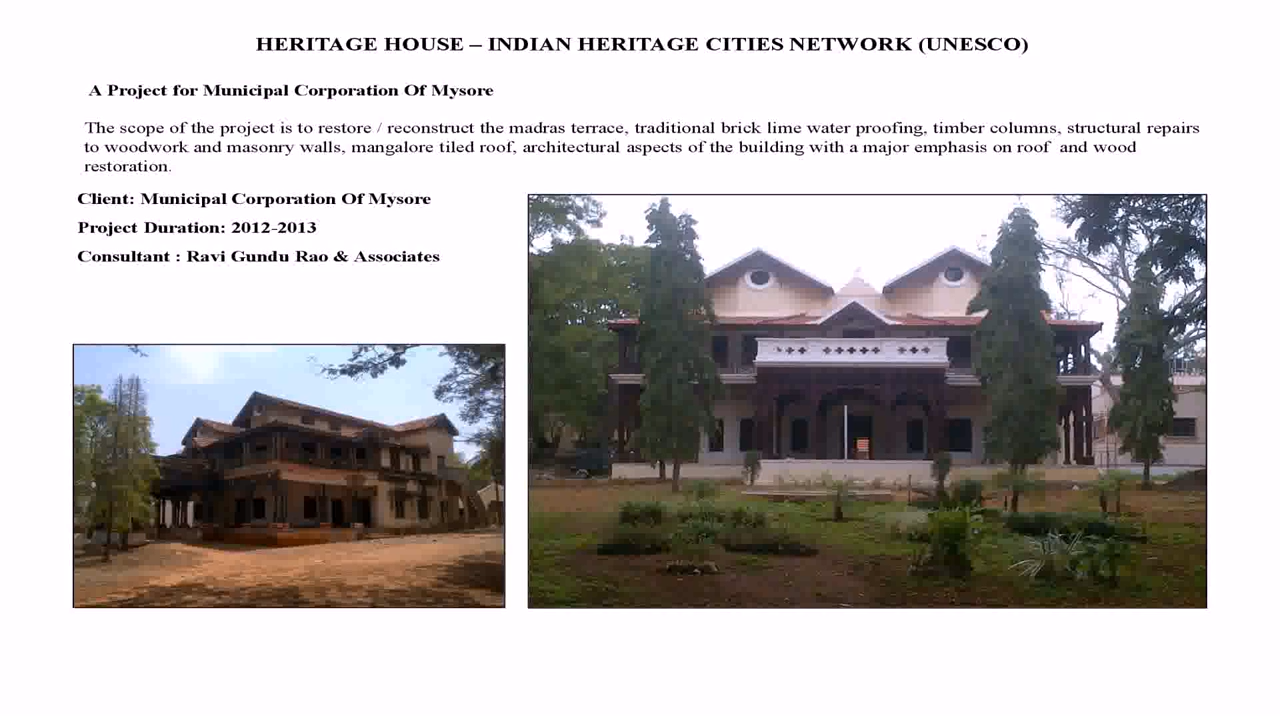 HERITAGE HOUSE – INDIAN HERITAGE CITIES NETWORK (UNESCO)
A Project for Municipal Corporation Of Mysore
The scope of the project is to restore / reconstruct the madras terrace, traditional brick lime water proofing, timber columns, structural repairs
to woodwork and masonry walls, mangalore tiled roof, architectural aspects of the building with a major emphasis on roof and wood
restoration.
Client: Municipal Corporation Of Mysore
Project Duration: 2012-2013
Consultant : Ravi Gundu Rao & Associates